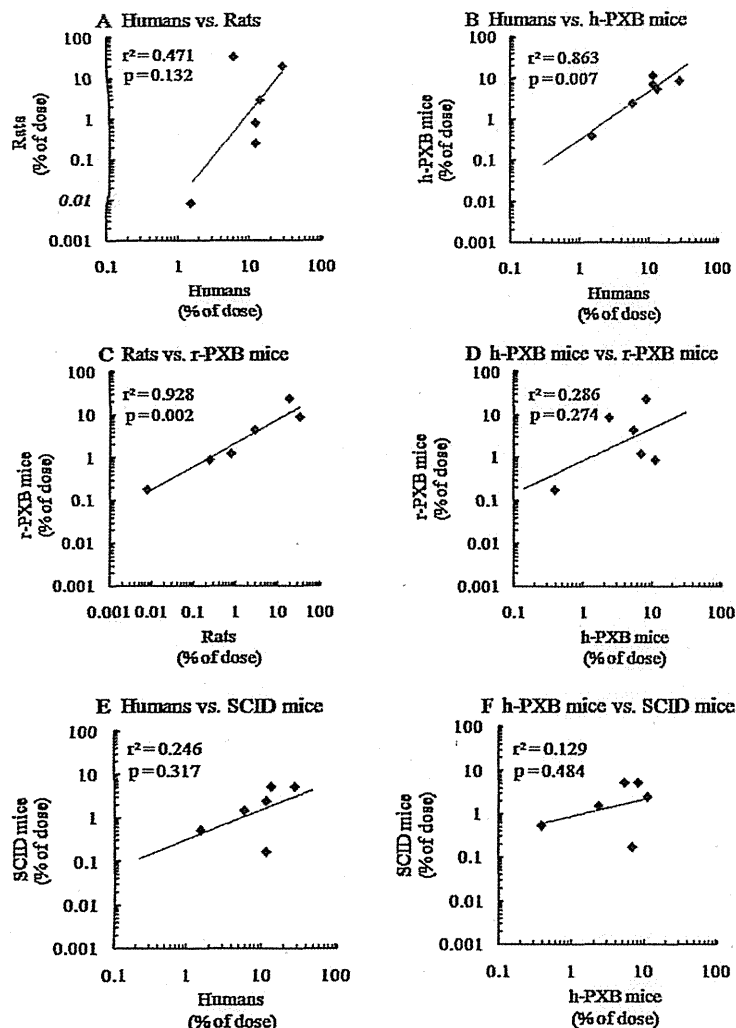 A Humans vs. Rats
r²=0.471
p=0.132
100
10
1
0.1
0.01
0.001
Rats
(% of dose)
0.1 1 10 100
Humans
(% of dose)
B Humans vs. h-PXB mice
r²=0.863
p=0.007
100
10
1
0.1
0.01
0.001
h-PXB mice
(% of dose)
0.1 1 10 100
Humans
(% of dose)
C Rats vs. r-PXB mice
r²=0.928
p=0.002
100
10
1
0.1
0.01
0.001
r-PXB mice
(% of dose)
0.001 0.01 0.1 1 10 100
Rats
(% of dose)
D h-PXB mice vs. r-PXB mice
r²=0.286
p=0.274
100
10
1
0.1
0.01
0.001
r-PXB mice
(% of dose)
0.1 1 10 100
h-PXB mice
(% of dose)
E Humans vs. SCID mice
r²=0.246
p=0.317
100
10
1
0.1
0.01
0.001
SCID mice
(% of dose)
0.1 1 10 100
Humans
(% of dose)
F h-PXB mice vs. SCID mice
r²=0.129
p=0.484
100
10
1
0.1
0.01
0.001
SCID mice
(% of dose)
0.1 1 10 100
h-PXB mice
(% of dose)